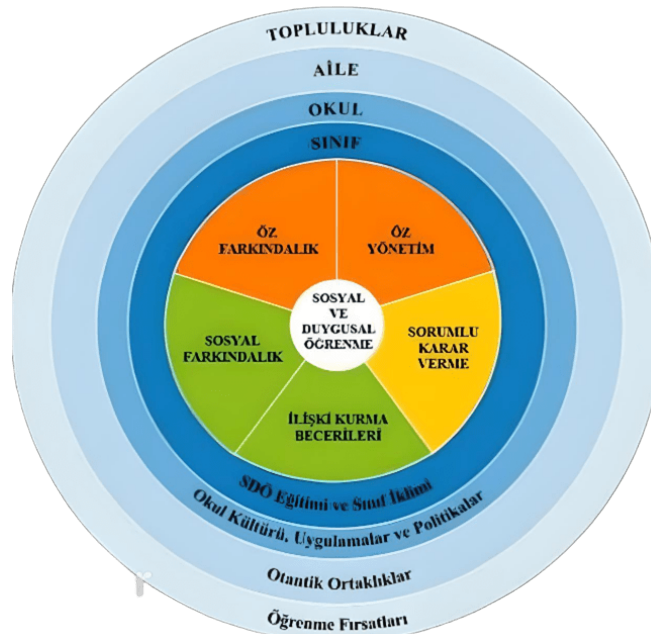 TOPLULUKLAR
AİLE
OKUL
SINIF
ÖZ
FARKINDALIK
ÖZ
YÖNETİM
SOSYAL
VE
DUYGUSAL
ÖĞRENME
SOSYAL
FARKINDALIK
SORUMLU
KARAR
VERME
İLİŞKİ KURMA
BECERİLERİ
SDÖ Eğitimi ve Sınıf İklimi
Okul Kültürü, Uygulamalar ve Politikalar
Otantik Ortaklıklar
Öğrenme Fırsatları